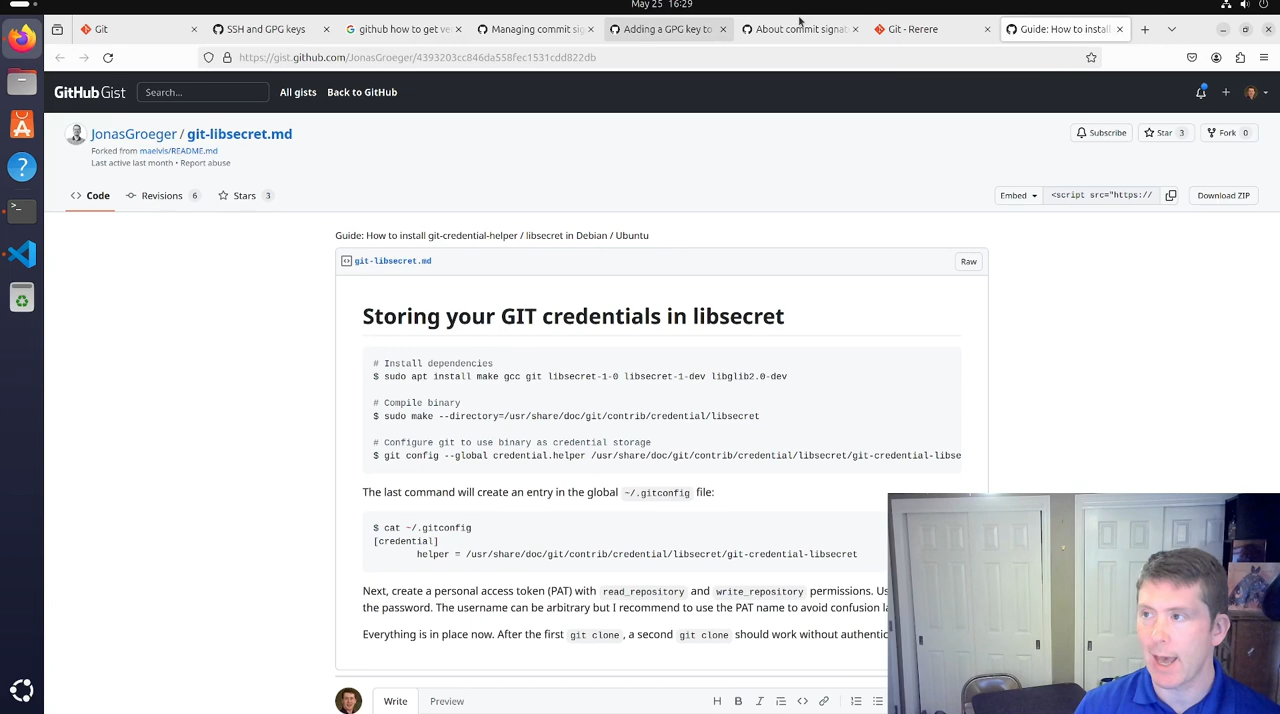 May 25 16:29
Git
SSH and GPG keys
github how to get ve
Managing commit si
Adding a GPG key to
About commit signat
Git - Rerere
Guide: How to install
https://gist.github.com/JonasGroeger/4393203cc846da558fec1531cdd822db
GitHub Gist
Search...
All gists
Back to GitHub
JonasGroeger / git-libsecret.md
Forked from maelvls/README.md
Last active last month • Report abuse
Subscribe
Star 3
Fork 0
Code
Revisions 6
Stars 3
Embed
<script src="https://
Download ZIP
Guide: How to install git-credential-helper / libsecret in Debian / Ubuntu
git-libsecret.md
Raw
Storing your GIT credentials in libsecret
# Install dependencies
$ sudo apt install make gcc git libsecret-1-0 libsecret-1-dev libglib2.0-dev
# Compile binary
$ sudo make --directory=/usr/share/doc/git/contrib/credential/libsecret
# Configure git to use binary as credential storage
$ git config --global credential.helper /usr/share/doc/git/contrib/credential/libsecret/git-credential-libse
The last command will create an entry in the global ~/.gitconfig file:
$ cat ~/.gitconfig
[credential]
helper = /usr/share/doc/git/contrib/credential/libsecret/git-credential-libsecret
Next, create a personal access token (PAT) with read_repository and write_repository permissions. Us
the password. The username can be arbitrary but I recommend to use the PAT name to avoid confusion la
Everything is in place now. After the first git clone, a second git clone should work without authentic
Write
Preview
H B I